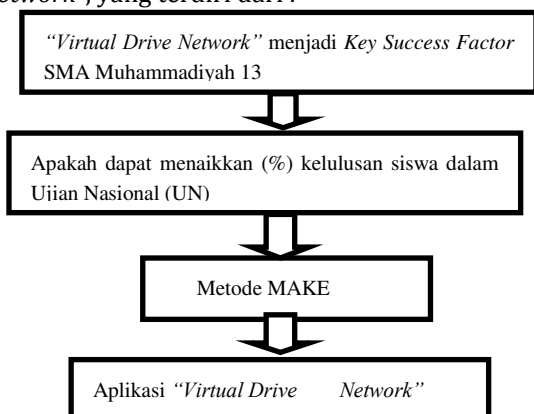 yang terdiri dari :
"Virtual Drive Network" menjadi Key Success Factor
SMA Muhammadiyah 13
Apakah dapat menaikkan (%) kelulusan siswa dalam
Ujian Nasional (UN)
Metode MAKE
Aplikasi "Virtual Drive Network"